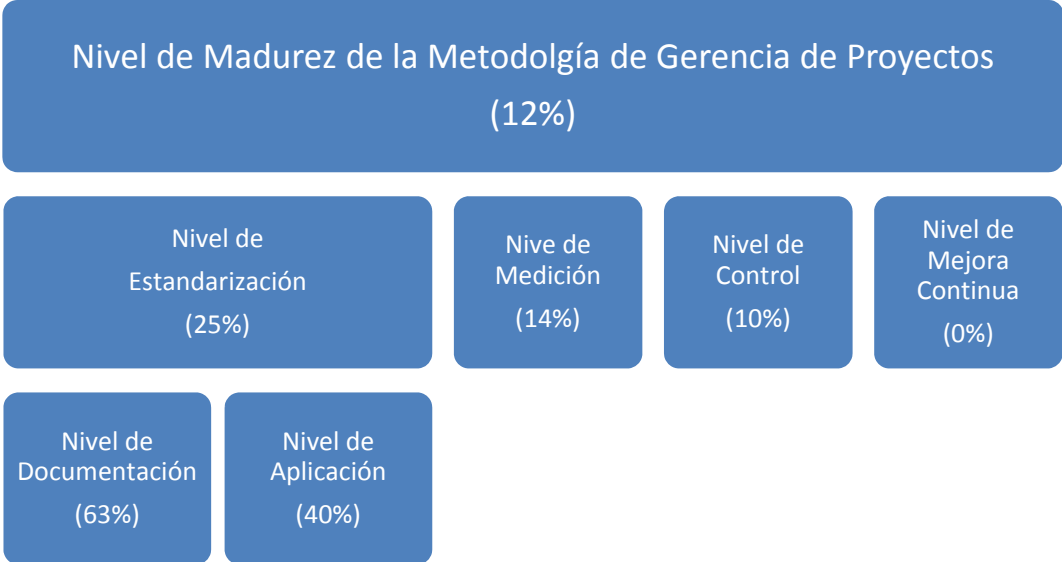 Nivel de Madurez de la Metodolgía de Gerencia de Proyectos
(12%)
Nivel de
Estandarización
(25%)
Nive de
Medición
(14%)
Nivel de
Control
(10%)
Nivel de
Mejora
Continua
(0%)
Nivel de
Documentación
(63%)
Nivel de
Aplicación
(40%)